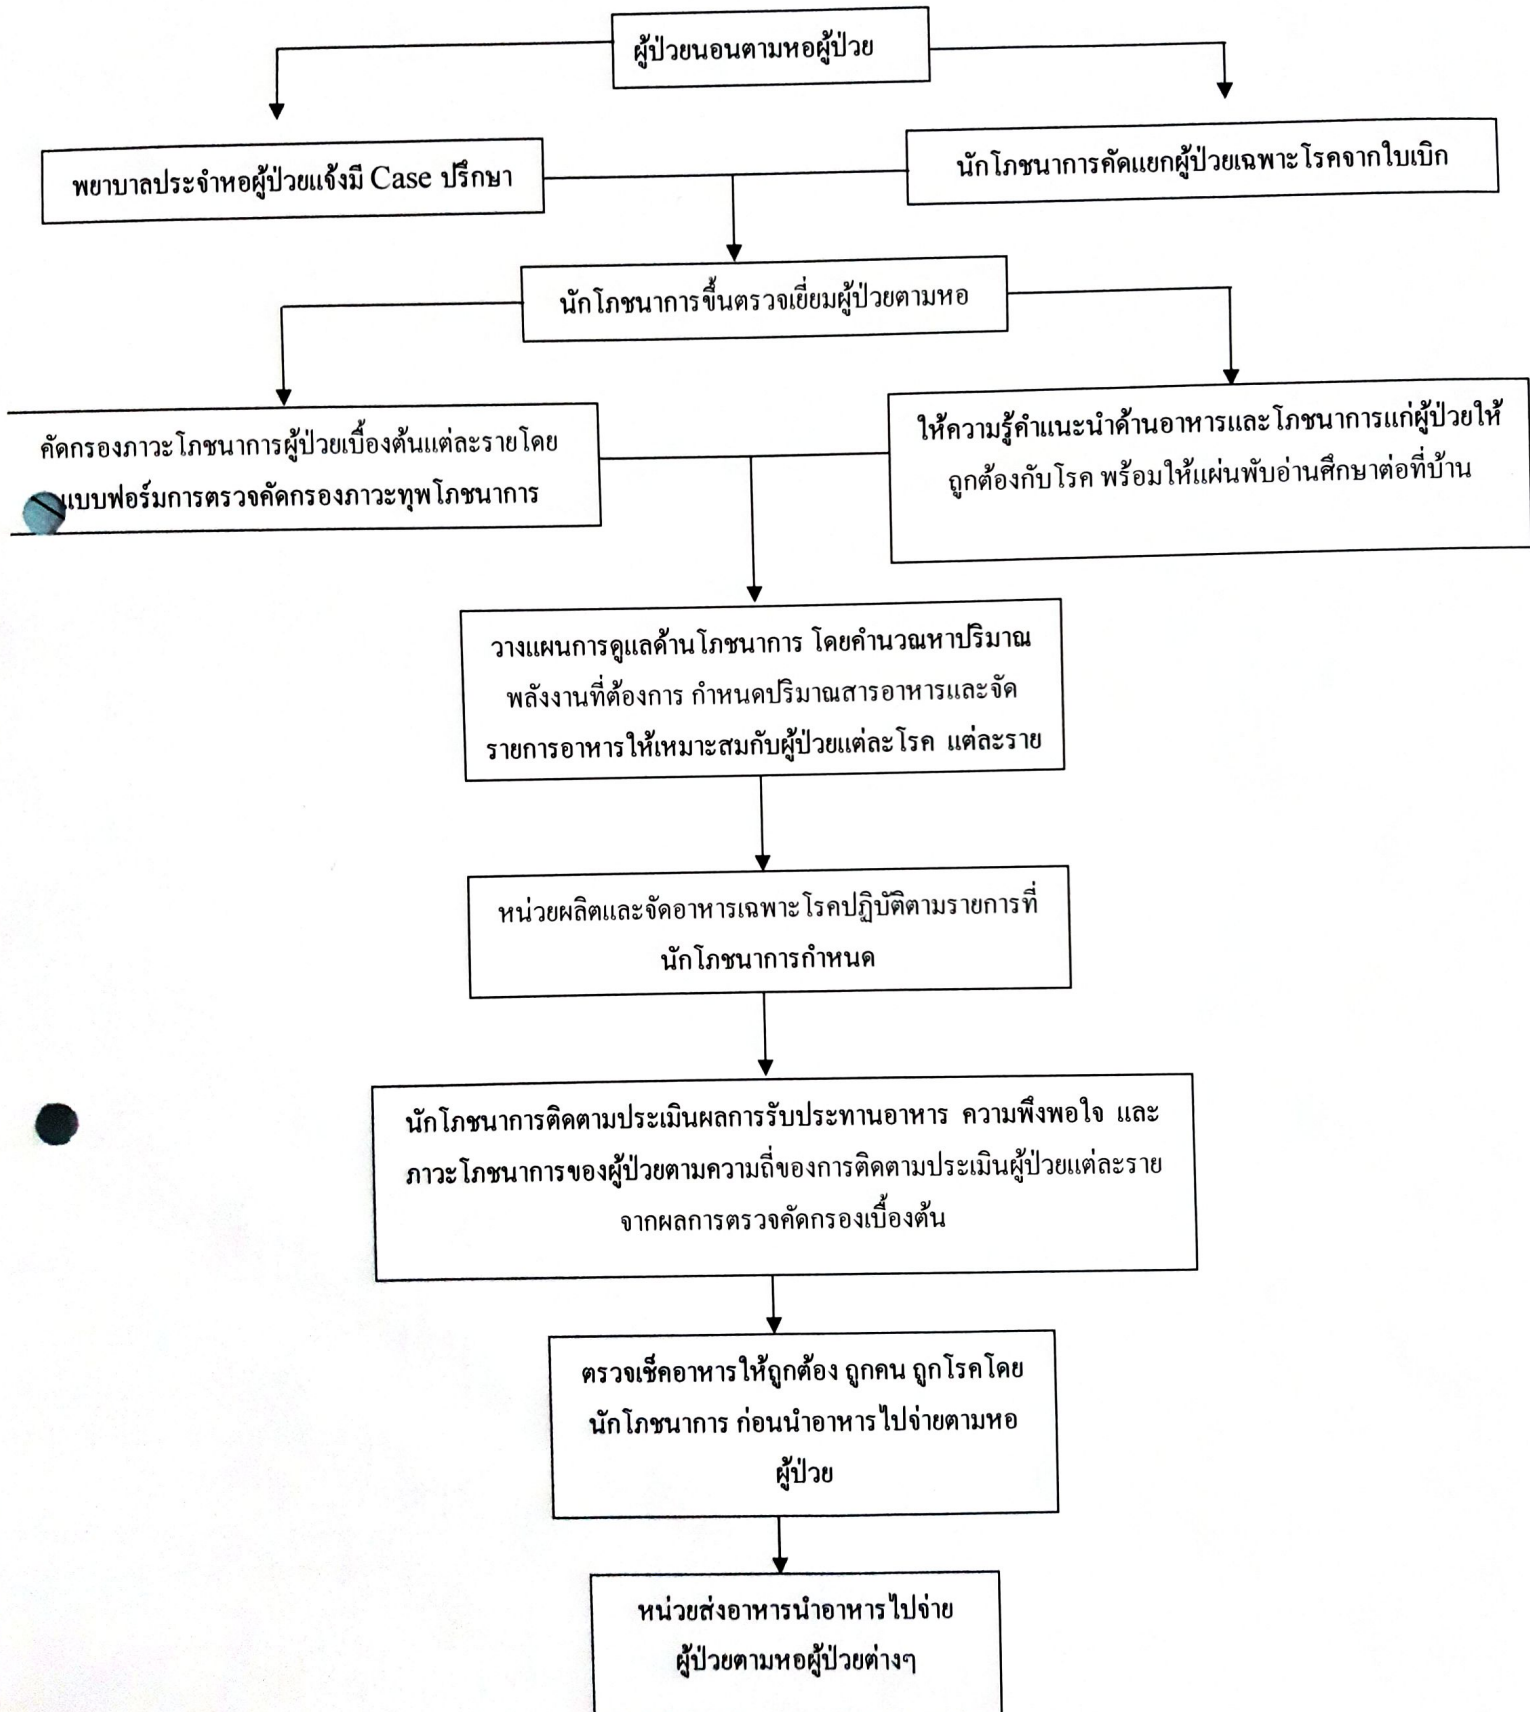 ผู้ป่วยนอนตามหอผู้ป่วย
พยาบาลประจำหอผู้ป่วยแจ้งมี Case ปรึกษา
นักโภชนาการคัดแยกผู้ป่วยเฉพาะโรคจากใบเบิก
นักโภชนาการขึ้นตรวจเยี่ยมผู้ป่วยตามหอ
คัดกรองภาวะโภชนาการผู้ป่วยเบื้องต้นแต่ละรายโดย
แบบฟอร์มการตรวจคัดกรองภาวะทุพโภชนาการ
ให้ความรู้คำแนะนำด้านอาหารและโภชนาการแก่ผู้ป่วยให้
ถูกต้องกับโรค พร้อมให้แผ่นพับอ่านศึกษาต่อที่บ้าน
วางแผนการดูแลด้านโภชนาการ โดยคำนวณหาปริมาณ
พลังงานที่ต้องการ กำหนดปริมาณสารอาหารและจัด
รายการอาหารให้เหมาะสมกับผู้ป่วยแต่ละโรค แต่ละราย
หน่วยผลิตและจัดอาหารเฉพาะโรคปฏิบัติตามรายการที่
นักโภชนาการกำหนด
นักโภชนาการติดตามประเมินผลการรับประทานอาหาร ความพึงพอใจ และ
ภาวะโภชนาการของผู้ป่วยตามความถี่ของการติดตามประเมินผู้ป่วยแต่ละราย
จากผลการตรวจคัดกรองเบื้องต้น
ตรวจเช็คอาหารให้ถูกต้อง ถูกคน ถูกโรคโดย
นักโภชนาการ ก่อนนำอาหารไปจ่ายตามหอ
ผู้ป่วย
หน่วยส่งอาหารนำอาหารไปจ่าย
ผู้ป่วยตามหอผู้ป่วยต่างๆ